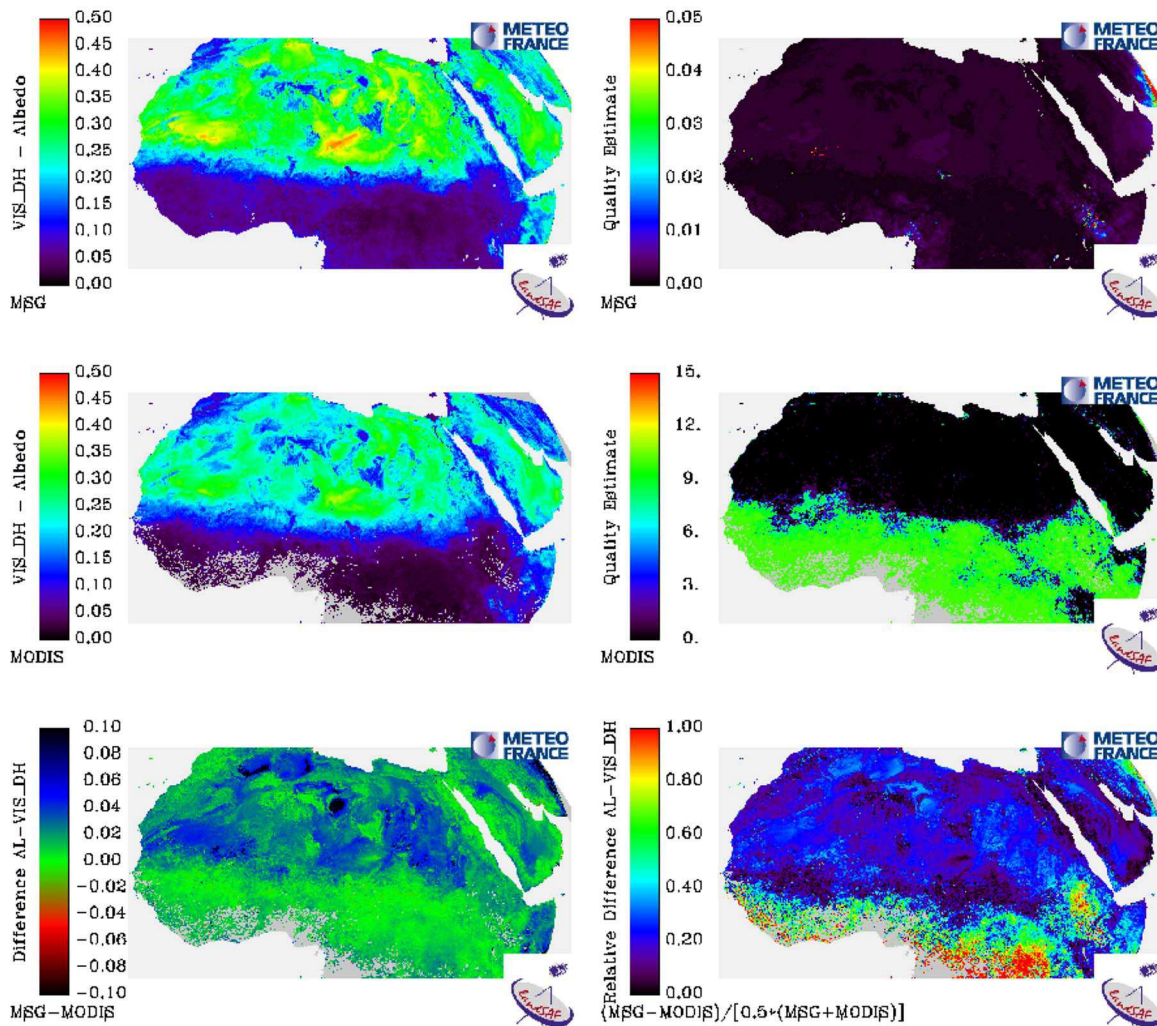 0.50
0.45
0.40
0.35
0.30
0.25
0.20
0.15
0.10
0.05
0.00
VIS_DH - Albedo
MSG
METEO
FRANCE
LandSAF
0.05
0.04
0.03
0.02
0.01
0.00
Quality Estimate
MSG
METEO
FRANCE
LandSAF
0.50
0.45
0.40
0.35
0.30
0.25
0.20
0.15
0.10
0.05
0.00
VIS_DH - Albedo
MODIS
METEO
FRANCE
LandSAF
15.
12.
9.
6.
3.
0.
Quality Estimate
MODIS
METEO
FRANCE
LandSAF
0.10
0.08
0.06
0.04
0.02
0.00
-0.02
-0.04
-0.06
-0.08
-0.10
Difference AL-VIS_DH
MSG-MODIS
METEO
FRANCE
LandSAF
1.00
0.80
0.60
0.40
0.20
0.00
Relative Difference AL-VIS_DH
(MSG-MODIS)/[0.5*(MSG+MODIS)]
METEO
FRANCE
LandSAF